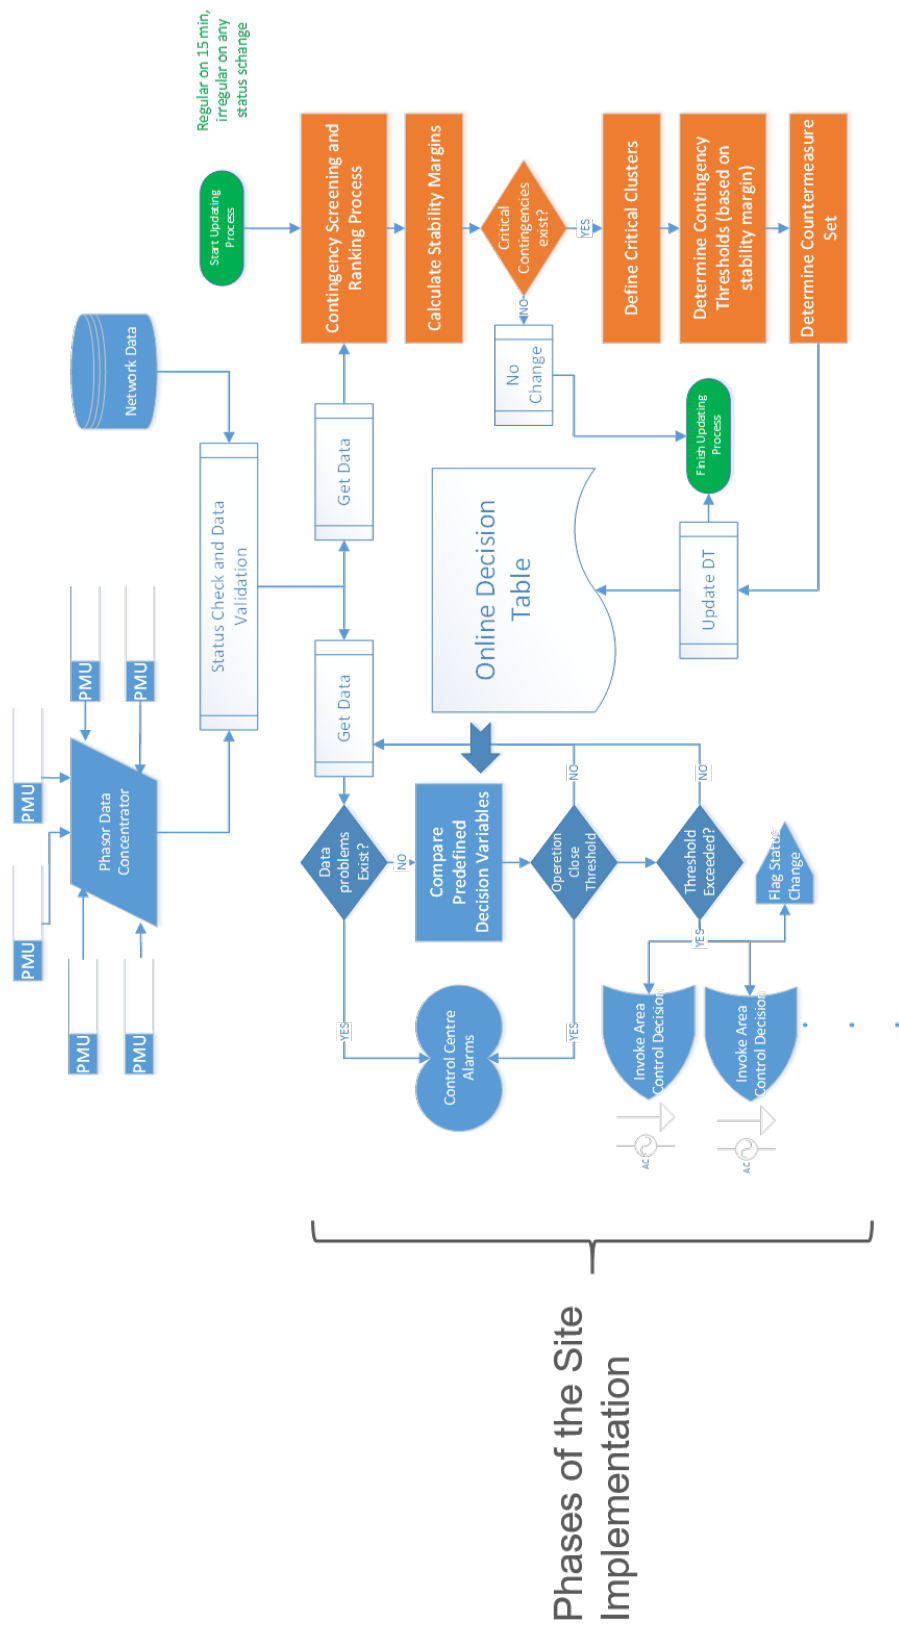 PMU
PMU
PMU
PMU
PMU
PMU
Phasor Data
Concentrator
Network Data
Status Check and Data
Validation
Regular on 15 min,
irregular on any
status schange
Start Updating
Process
Get Data
Get Data
Contingency Screening and
Ranking Process
Calculate Stability Margins
Critical
Contingencies
exist?
NO
YES
No
Change
Define Critical Clusters
Determine Contingency
Thresholds (based on
stability margin)
Determine Countermeasure
Set
Finish Updating
Process
Update DT
Online Decision
Table
Data
problems
Exist?
YES
NO
Compare
Predefined
Decision Variables
Control Centre
Alarms
Operetion
Close
Threshold
YES
NO
Threshold
Exceeded?
YES
NO
Flag Status
Change
Invoke Area
Control Decision
Invoke Area
Control Decision
AC
AC
Phases of the Site
Implementation